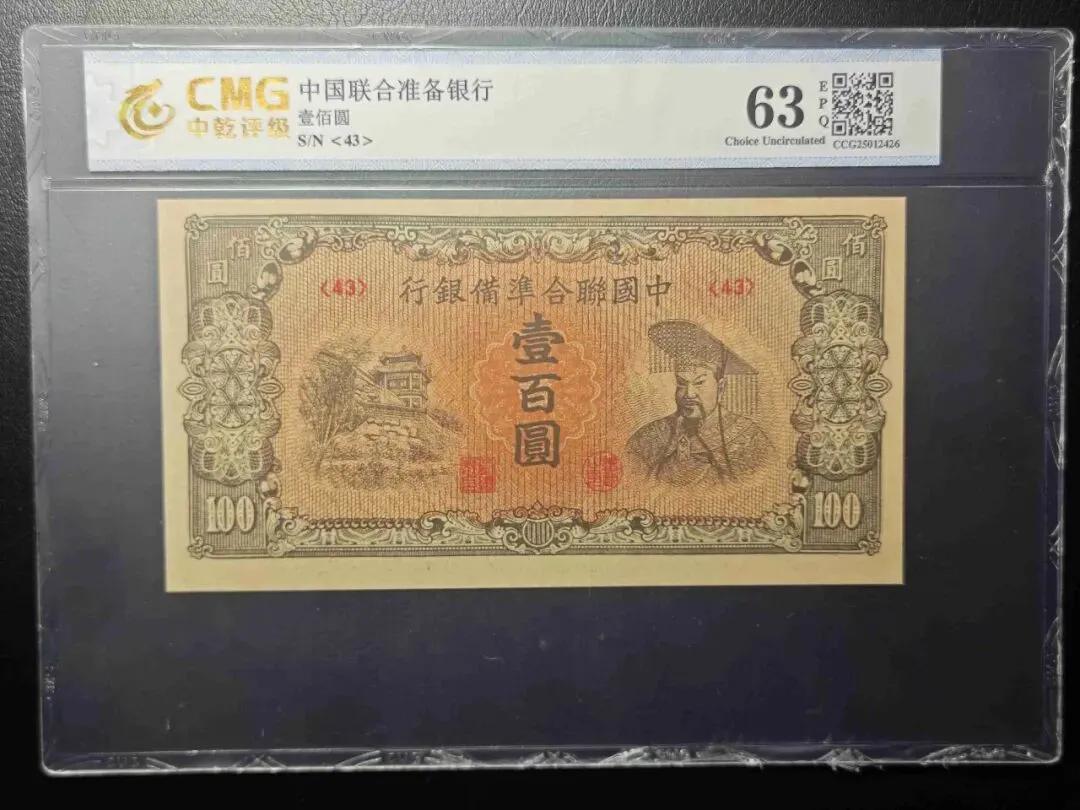 CMG
中乾评级
中国联合准备银行
壹佰圆
S/N <43>
63
EPQ
Choice Uncirculated
CCG25012426
佰圓
佰圓
<43>
行銀備準合聯國中
<43>
壹百圓
100
100